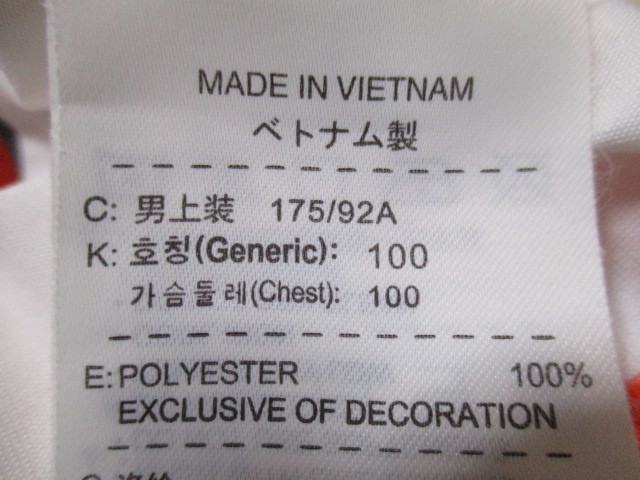 MADE IN VIETNAM
ベトナム製
C: 男上装 175/92A
K: 호칭(Generic): 100
가슴둘레(Chest): 100
E: POLYESTER 100%
EXCLUSIVE OF DECORATION